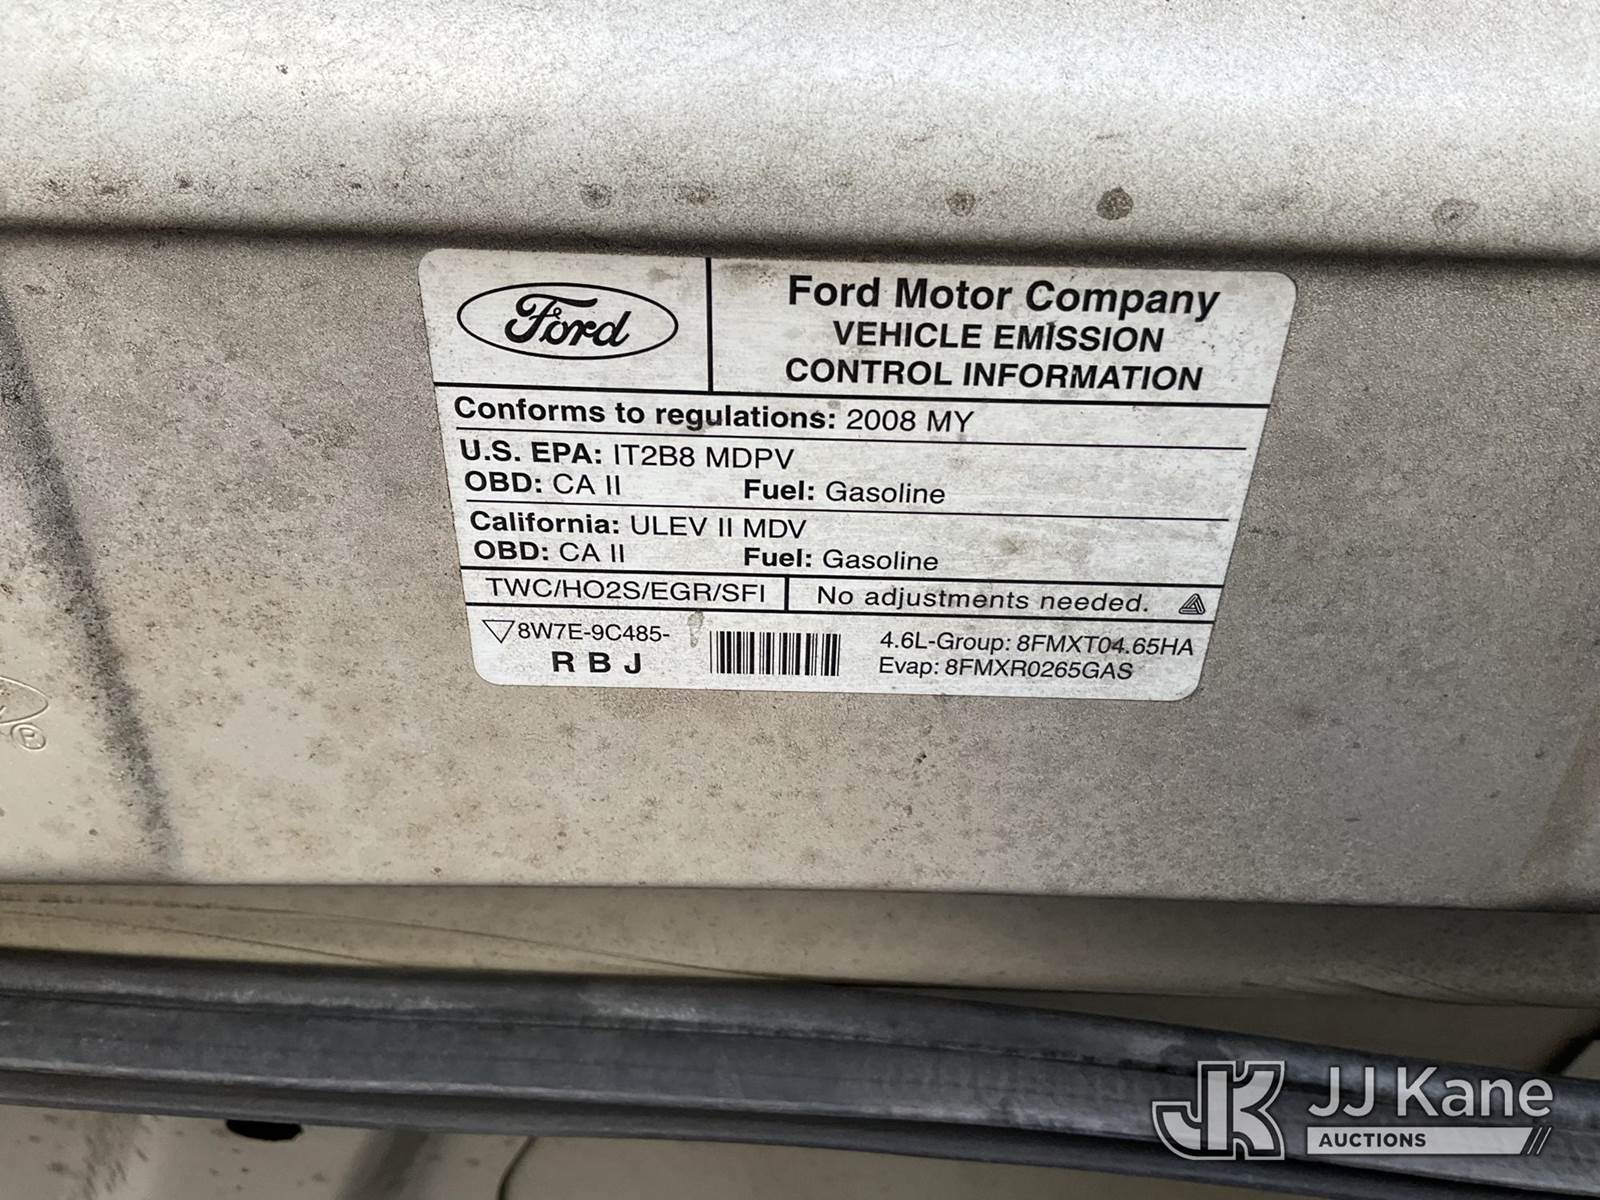 Ford
Ford Motor Company
VEHICLE EMISSION
CONTROL INFORMATION
Conforms to regulations: 2008 MY
U.S. EPA: IT2B8 MDPV
OBD: CA II Fuel: Gasoline
California: ULEV II MDV
OBD: CA II Fuel: Gasoline
TWC/HO2S/EGR/SFI No adjustments needed.
8W7E-9C485-
R B J
4.6L-Group: 8FMXT04.65HA
Evap: 8FMXR0265GAS
JK JJ Kane
AUCTIONS